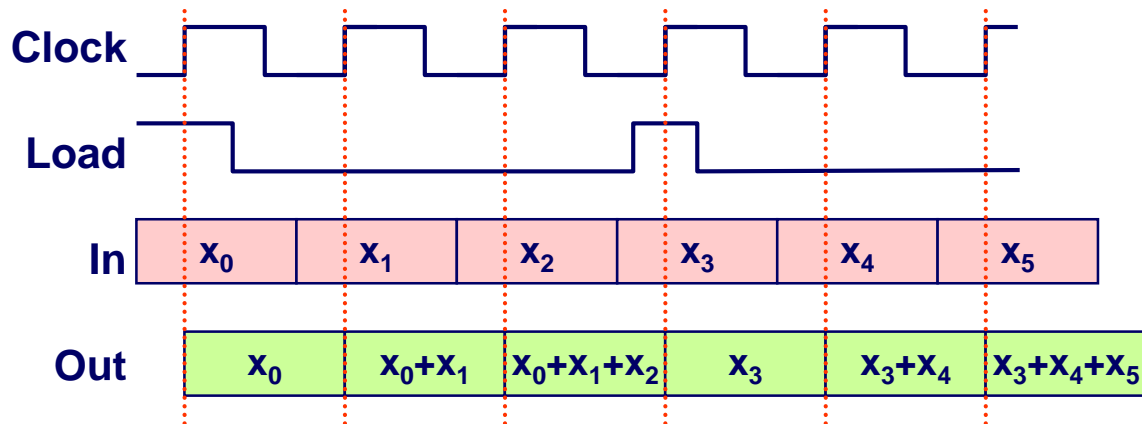 Clock
Load
In x₀ x₁ x₂ x₃ x₄ x₅
Out x₀ x₀+x₁ x₀+x₁+x₂ x₃ x₃+x₄ x₃+x₄+x₅